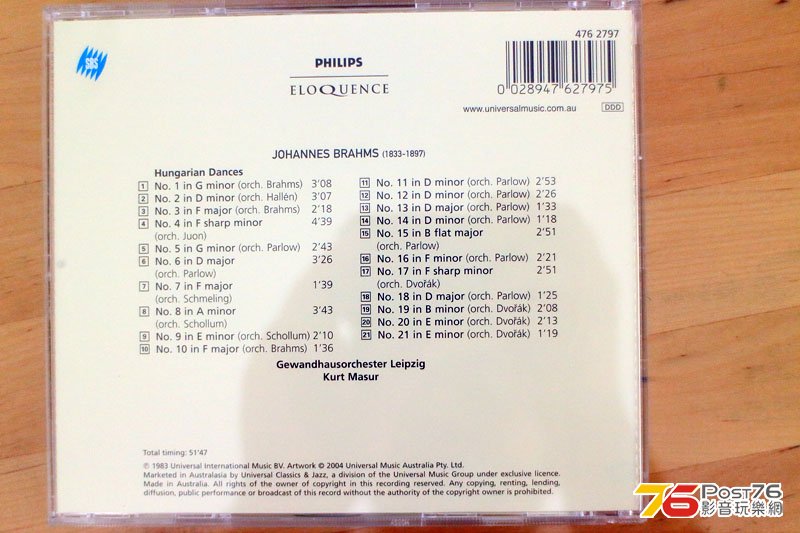 SBS
476 2797
PHILIPS
ELOQUENCE
0 028947 627975
www.universalmusic.com.au DDD
JOHANNES BRAHMS (1833-1897)
Hungarian Dances
1 No. 1 in G minor (orch. Brahms) 3'08
2 No. 2 in D minor (orch. Hallén) 3'07
3 No. 3 in F major (orch. Brahms) 2'18
4 No. 4 in F sharp minor 4'39
(orch. Juon)
5 No. 5 in G minor (orch. Parlow) 2'43
6 No. 6 in D major 3'26
(orch. Parlow)
7 No. 7 in F major 1'39
(orch. Schmeling)
8 No. 8 in A minor 3'43
(orch. Schollum)
9 No. 9 in E minor (orch. Schollum) 2'10
10 No. 10 in F major (orch. Brahms) 1'36
11 No. 11 in D minor (orch. Parlow) 2'53
12 No. 12 in D minor (orch. Parlow) 2'26
13 No. 13 in D major (orch. Parlow) 1'33
14 No. 14 in D minor (orch. Parlow) 1'18
15 No. 15 in B flat major 2'51
(orch. Parlow)
16 No. 16 in F minor (orch. Parlow) 2'21
17 No. 17 in F sharp minor 2'51
(orch. Dvořák)
18 No. 18 in D major (orch. Parlow) 1'25
19 No. 19 in B minor (orch. Dvořák) 2'08
20 No. 20 in E minor (orch. Dvořák) 2'13
21 No. 21 in E minor (orch. Dvořák) 1'19
Gewandhausorchester Leipzig
Kurt Masur
Total timing: 51'47
℗ 1983 Universal International Music BV. Artwork © 2004 Universal Music Australia Pty. Ltd.
Marketed in Australasia by Universal Classics & Jazz, a division of the Universal Music Group under exclusive licence.
Made in Australia. All rights of the owner of copyright in this recording reserved. Any copying, renting, lending,
diffusion, public performance or broadcast of this record without the authority of the copyright owner is prohibited.
76 Post76
影音玩樂網